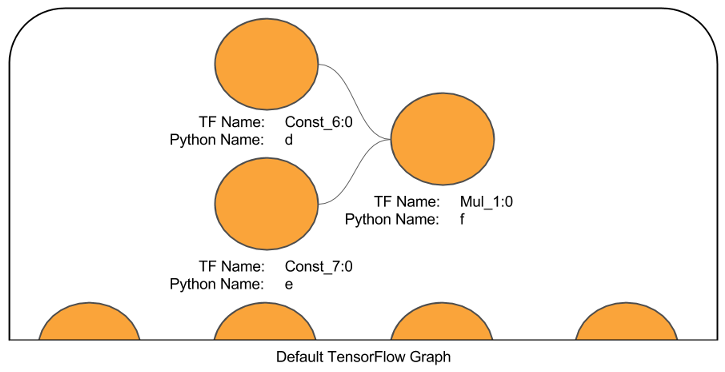 TF Name: Const_6:0
Python Name: d
TF Name: Mul_1:0
Python Name: f
TF Name: Const_7:0
Python Name: e
Default TensorFlow Graph